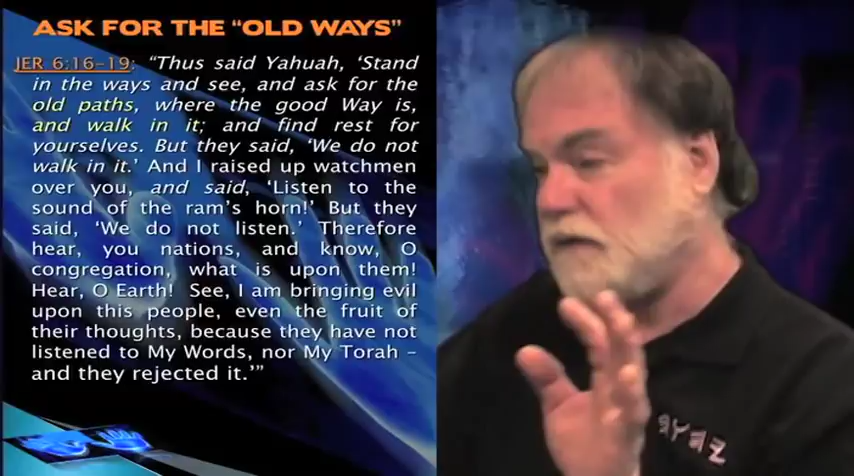 ASK FOR THE “OLD WAYS”
JER 6:16-19: “Thus said Yahuah, ‘Stand
in the ways and see, and ask for the
old paths, where the good Way is,
and walk in it; and find rest for
yourselves. But they said, ‘We do not
walk in it.’ And I raised up watchmen
over you, and said, ‘Listen to the
sound of the ram’s horn!’ But they
said, ‘We do not listen.’ Therefore
hear, you nations, and know, O
congregation, what is upon them!
Hear, O Earth! See, I am bringing evil
upon this people, even the fruit of
their thoughts, because they have not
listened to My Words, nor My Torah –
and they rejected it.’”
𐤉𐤄𐤅𐤄